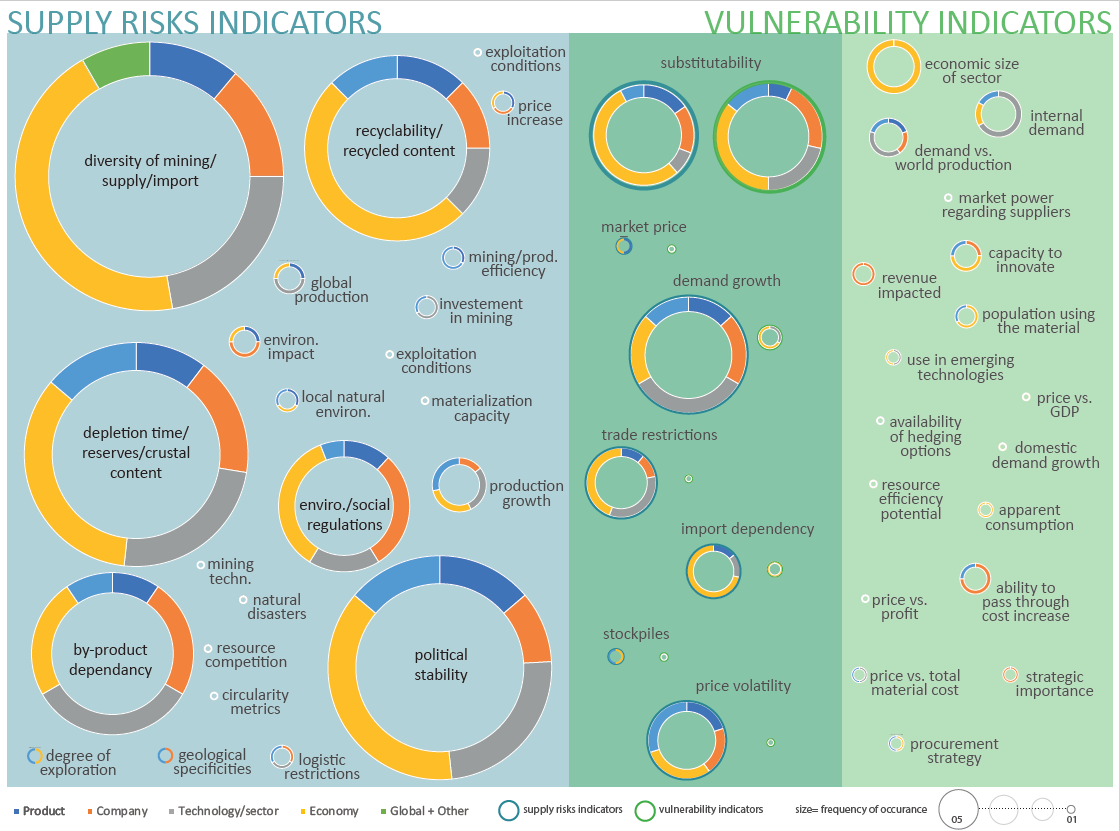 SUPPLY RISKS INDICATORS
VULNERABILITY INDICATORS
diversity of mining/
supply/import
recyclability/
recycled content
exploitation
conditions
price
increase
global
production
mining/prod.
efficiency
investement
in mining
environ.
impact
exploitation
conditions
local natural
environ.
materialization
capacity
depletion time/
reserves/crustal
content
enviro./social
regulations
production
growth
mining
techn.
natural
disasters
by-product
dependancy
resource
competition
circularity
metrics
political
stability
degree of
exploration
geological
specificities
logistic
restrictions
substitutability
market price
demand growth
trade restrictions
import dependency
stockpiles
price volatility
economic size
of sector
internal
demand
demand vs.
world production
market power
regarding suppliers
capacity to
innovate
revenue
impacted
population using
the material
use in emerging
technologies
price vs.
GDP
availability
of hedging
options
domestic
demand growth
resource
efficiency
potential
apparent
consumption
ability to
pass through
cost increase
price vs.
profit
price vs. total
material cost
strategic
importance
procurement
strategy
Product
Company
Technology/sector
Economy
Global + Other
supply risks indicators
vulnerability indicators
size= frequency of occurance
05
01